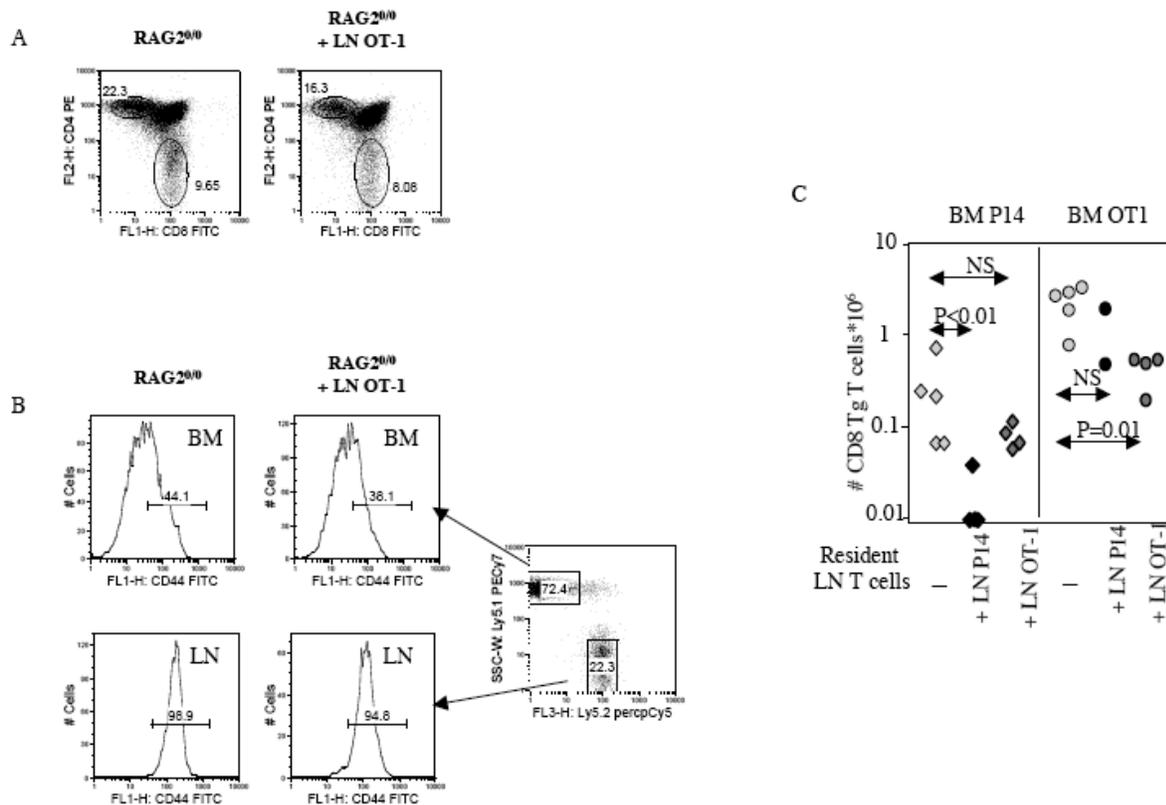 A
RAG2⁰/⁰
RAG2⁰/⁰
+ LN OT-1
22.3
9.65
FL2-H: CD4 PE
FL1-H: CD8 FITC
16.3
8.08
FL2-H: CD4 PE
FL1-H: CD8 FITC
B
RAG2⁰/⁰
RAG2⁰/⁰
+ LN OT-1
BM
44.1
# Cells
FL1-H: CD44 FITC
BM
38.1
# Cells
FL1-H: CD44 FITC
LN
98.9
# Cells
FL1-H: CD44 FITC
LN
94.8
# Cells
FL1-H: CD44 FITC
72.4
22.3
SSC-W: Ly5.1 PECy7
FL3-H: Ly5.2 percpCy5
C
BM P14
BM OT1
10
1
0.1
0.01
# CD8 Tg T cells*10⁶
NS
P<0.01
NS
P=0.01
Resident
LN T cells
–
+ LN P14
+ LN OT-1
–
+ LN P14
+ LN OT-1